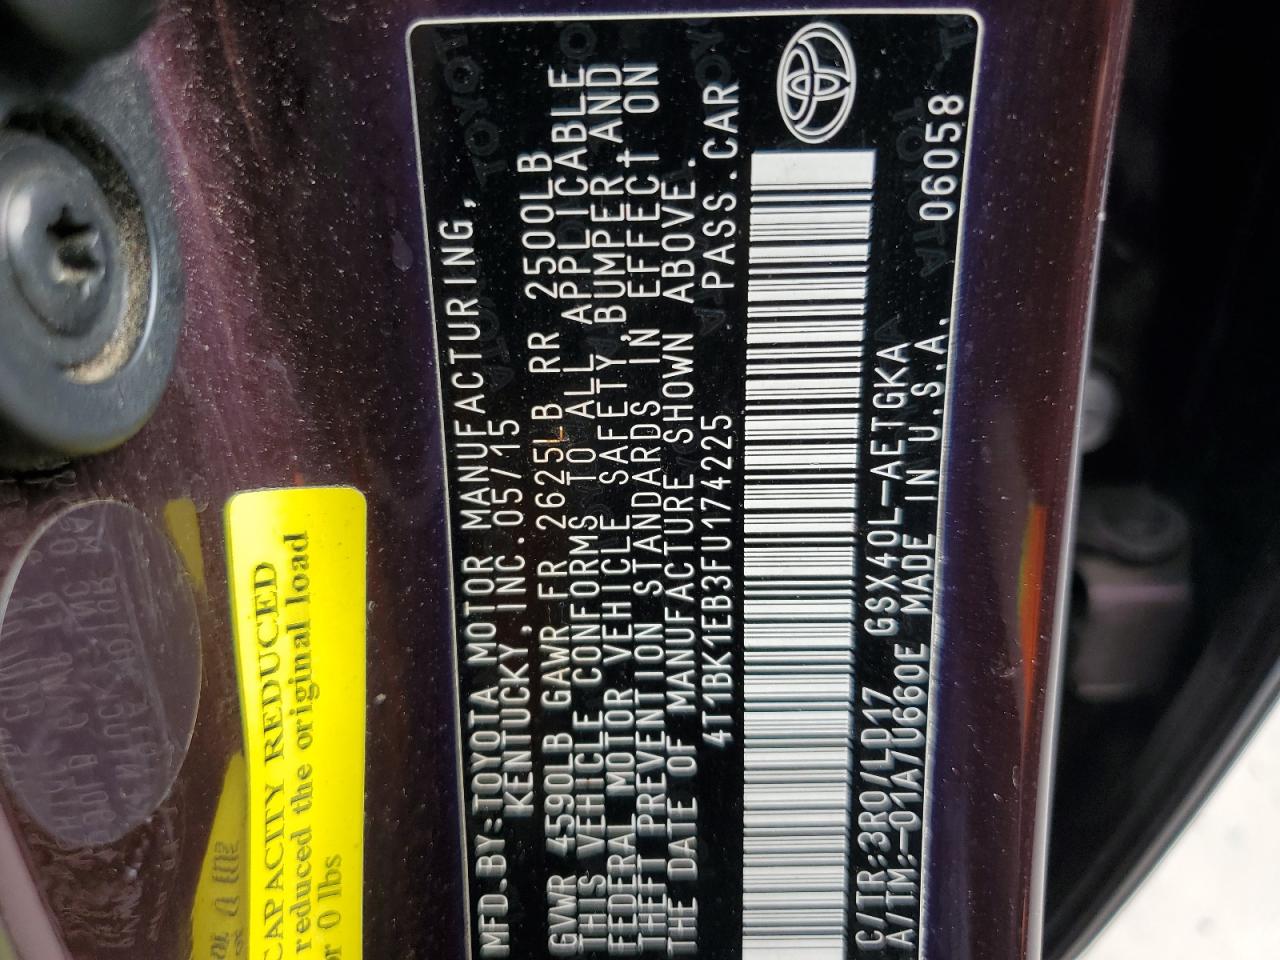 MFD.BY:TOYOTA MOTOR MANUFACTURING,
KENTUCKY,INC.05/15
GVWR 4590LB GAWR FR 2625LB RR 2500LB
THIS VEHICLE CONFORMS TO ALL APPLICABLE
FEDERAL MOTOR VEHICLE SAFETY,BUMPER AND
THEFT PREVENTION STANDARDS IN EFFECT ON
THE DATE OF MANUFACTURE SHOWN ABOVE.
4T1BK1EB3FU174225 PASS.CAR
C/TR:3R0/LD17 GSX40L-AETGKA
A/TM:-01A/U660E MADE IN U.S.A. 06058
CAPACITY REDUCED
reduced the original load
0 lbs